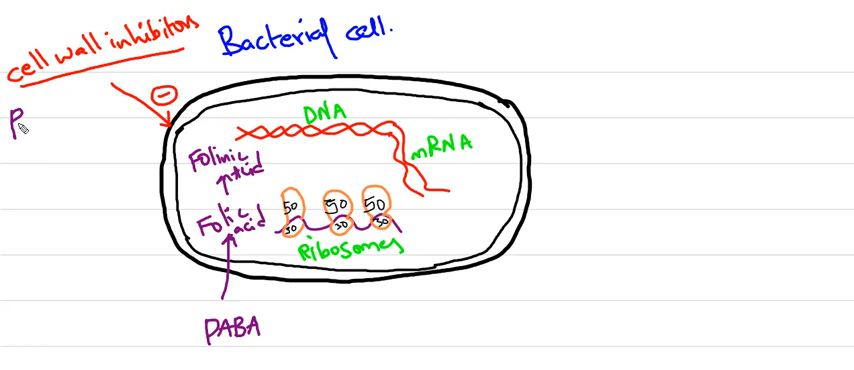 cell wall inhibitors
Bacterial cell.
P
DNA
mRNA
Folinic
acid
Folic
acid
50 50 50
30 30 30
Ribosomes
PABA